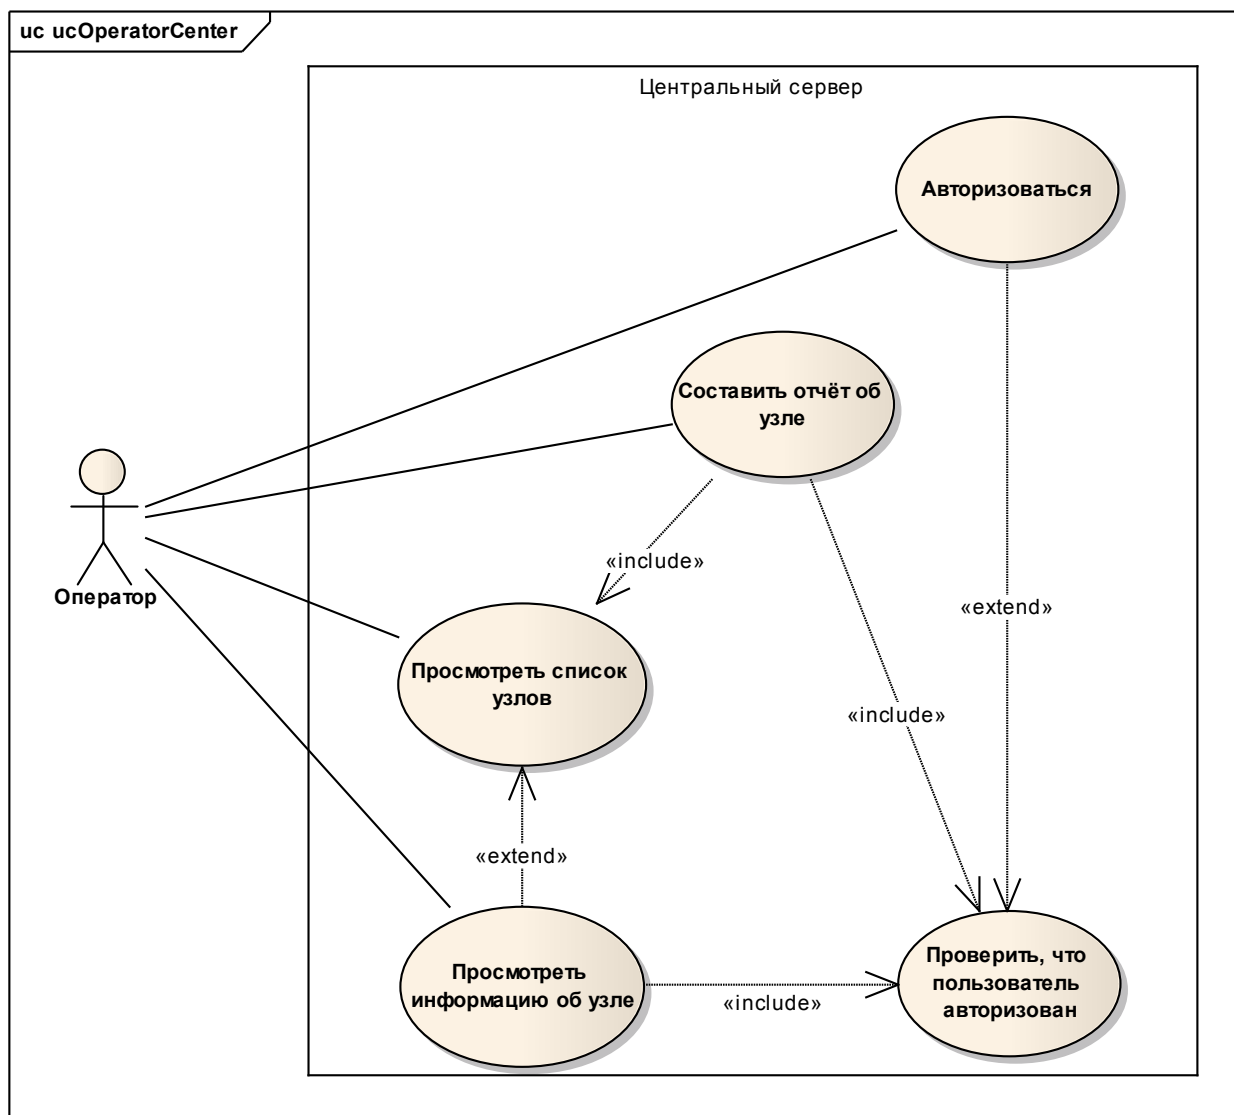 uc ucOperatorCenter
Центральный сервер
Авторизоваться
Составить отчёт об
узле
«include»
Оператор
«extend»
Просмотреть список
узлов
«include»
«extend»
Проверить, что
пользователь
авторизован
Просмотреть
информацию об узле
«include»